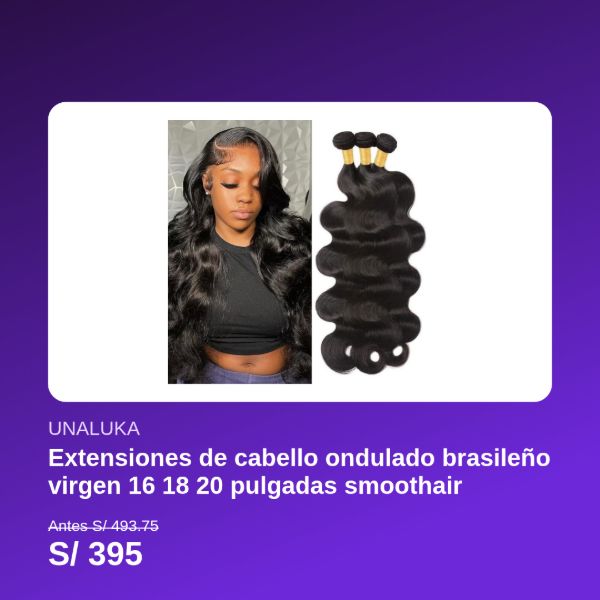 UNALUKA
Extensiones de cabello ondulado brasileño
virgen 16 18 20 pulgadas smoothair
Antes S/ 493.75
S/ 395